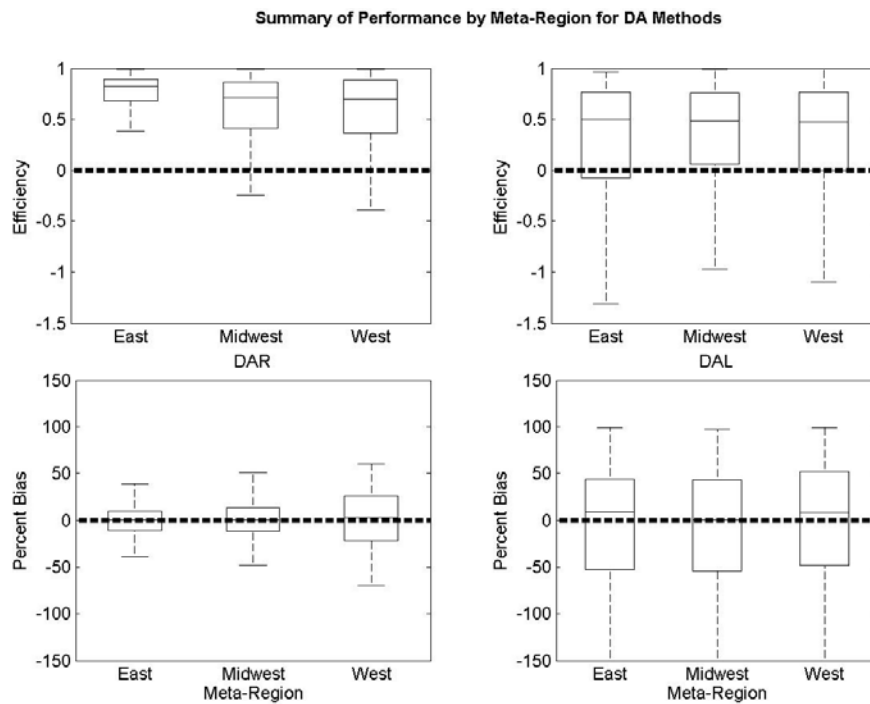 Summary of Performance by Meta-Region for DA Methods
1
0.5
0
-0.5
-1
-1.5
Efficiency
East Midwest West
DAR
1
0.5
0
-0.5
-1
-1.5
Efficiency
East Midwest West
DAL
150
100
50
0
-50
-100
-150
Percent Bias
East Midwest West
Meta-Region
150
100
50
0
-50
-100
-150
Percent Bias
East Midwest West
Meta-Region